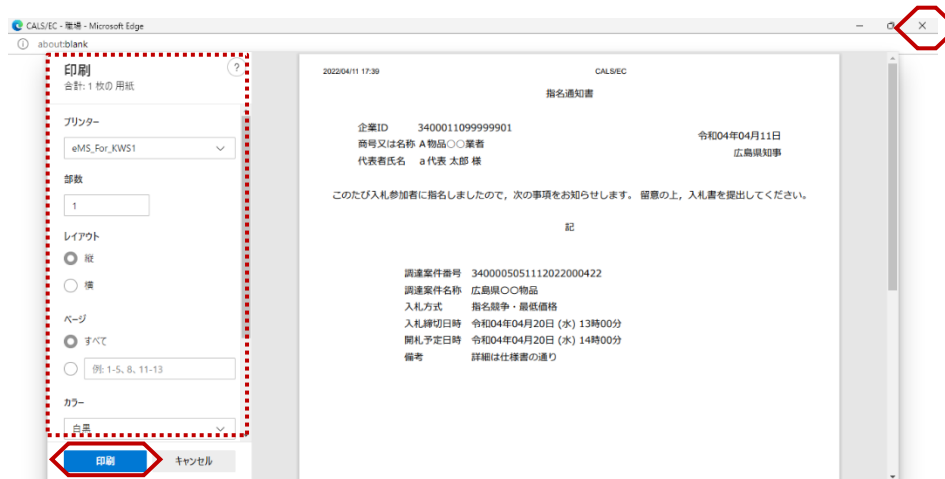 CALS/EC - 職場 - Microsoft Edge
about:blank
印刷
?
合計: 1 枚の 用紙
プリンター
eMS_For_KWS1
部数
1
レイアウト
縦
横
ページ
すべて
例: 1-5、8、11-13
カラー
白黒
印刷 キャンセル
2022/04/11 17:39 CALS/EC
指名通知書
企業ID 3400011099999901
商号又は名称 A物品〇〇業者
代表者氏名 a代表 太郎 様
令和04年04月11日
広島県知事
このたび入札参加者に指名しましたので，次の事項をお知らせします。 留意の上，入札書を提出してください。
記
調達案件番号 3400005051112022000422
調達案件名称 広島県〇〇物品
入札方式 指名競争・最低価格
入札締切日時 令和04年04月20日 (水) 13時00分
開札予定日時 令和04年04月20日 (水) 14時00分
備考 詳細は仕様書の通り